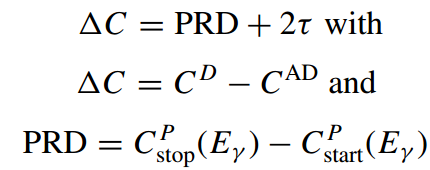 ΔC = PRD + 2τ with
ΔC = C^D − C^AD and
PRD = C^P_stop(E_γ) − C^P_start(E_γ)